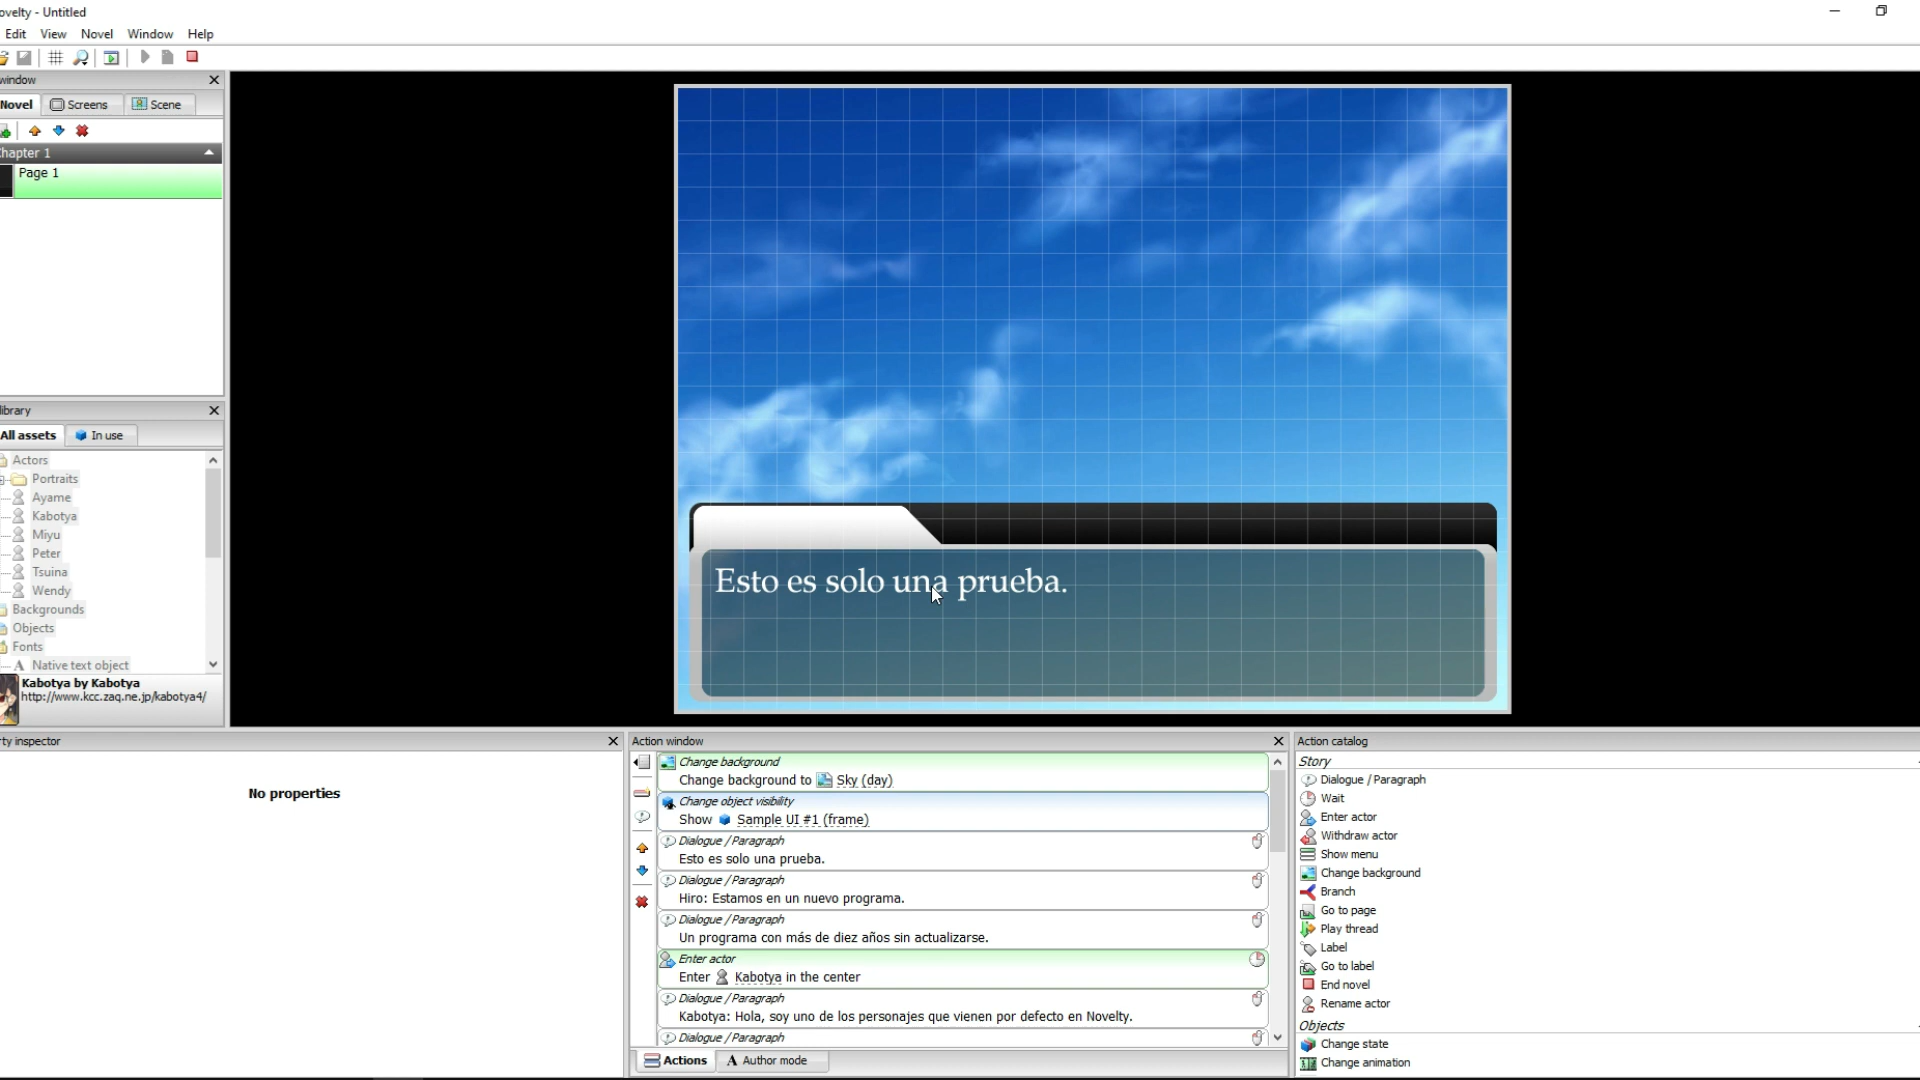 ovelty - Untitled
Edit View Novel Window Help
window
Novel Screens Scene
Chapter 1
Page 1
library
All assets In use
Actors
Portraits
Ayame
Kabotya
Miyu
Peter
Tsuina
Wendy
Backgrounds
Objects
Fonts
A Native text object
Kabotya by Kabotya
http://www.kcc.zaq.ne.jp/kabotya4/
Esto es solo una prueba.
ty inspector
No properties
Action window
Change background
Change background to Sky (day)
Change object visibility
Show Sample UI #1 (frame)
Dialogue / Paragraph
Esto es solo una prueba.
Dialogue / Paragraph
Hiro: Estamos en un nuevo programa.
Dialogue / Paragraph
Un programa con más de diez años sin actualizarse.
Enter actor
Enter Kabotya in the center
Dialogue / Paragraph
Kabotya: Hola, soy uno de los personajes que vienen por defecto en Novelty.
Dialogue / Paragraph
Actions A Author mode
Action catalog
Story
Dialogue / Paragraph
Wait
Enter actor
Withdraw actor
Show menu
Change background
Branch
Go to page
Play thread
Label
Go to label
End novel
Rename actor
Objects
Change state
Change animation